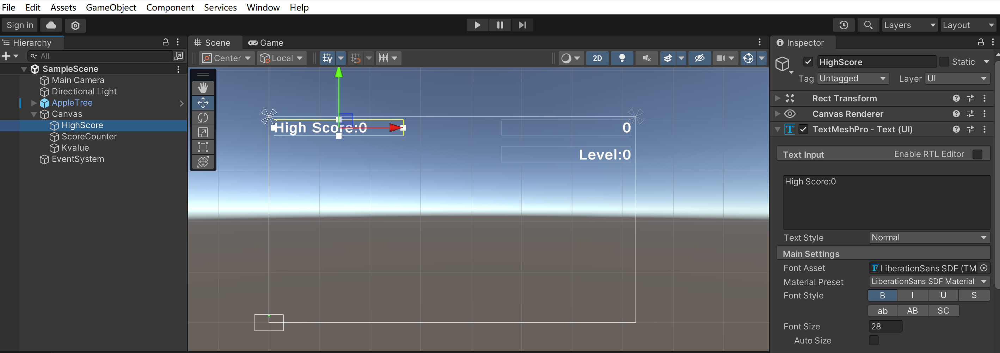 File Edit Assets GameObject Component Services Window Help
Sign in Layers Layout
Hierarchy
All
SampleScene
Main Camera
Directional Light
AppleTree
Canvas
HighScore
ScoreCounter
Kvalue
EventSystem
Scene Game
Center Local 2D
High Score:0
0
Level:0
Inspector
HighScore Static
Tag Untagged Layer UI
Rect Transform
Canvas Renderer
TextMeshPro - Text (UI)
Text Input Enable RTL Editor
High Score:0
Text Style Normal
Main Settings
Font Asset LiberationSans SDF (TM
Material Preset LiberationSans SDF Material
Font Style B I U S
ab AB SC
Font Size 28
Auto Size